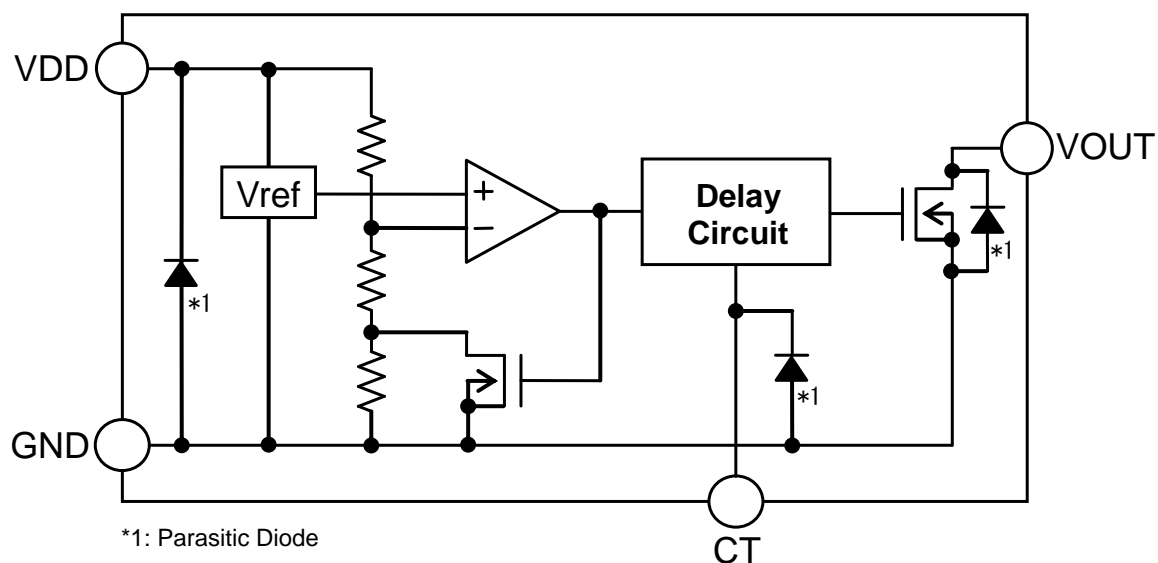 VDD
VOUT
Vref
+
−
Delay
Circuit
*1
*1
*1
GND
*1: Parasitic Diode
CT